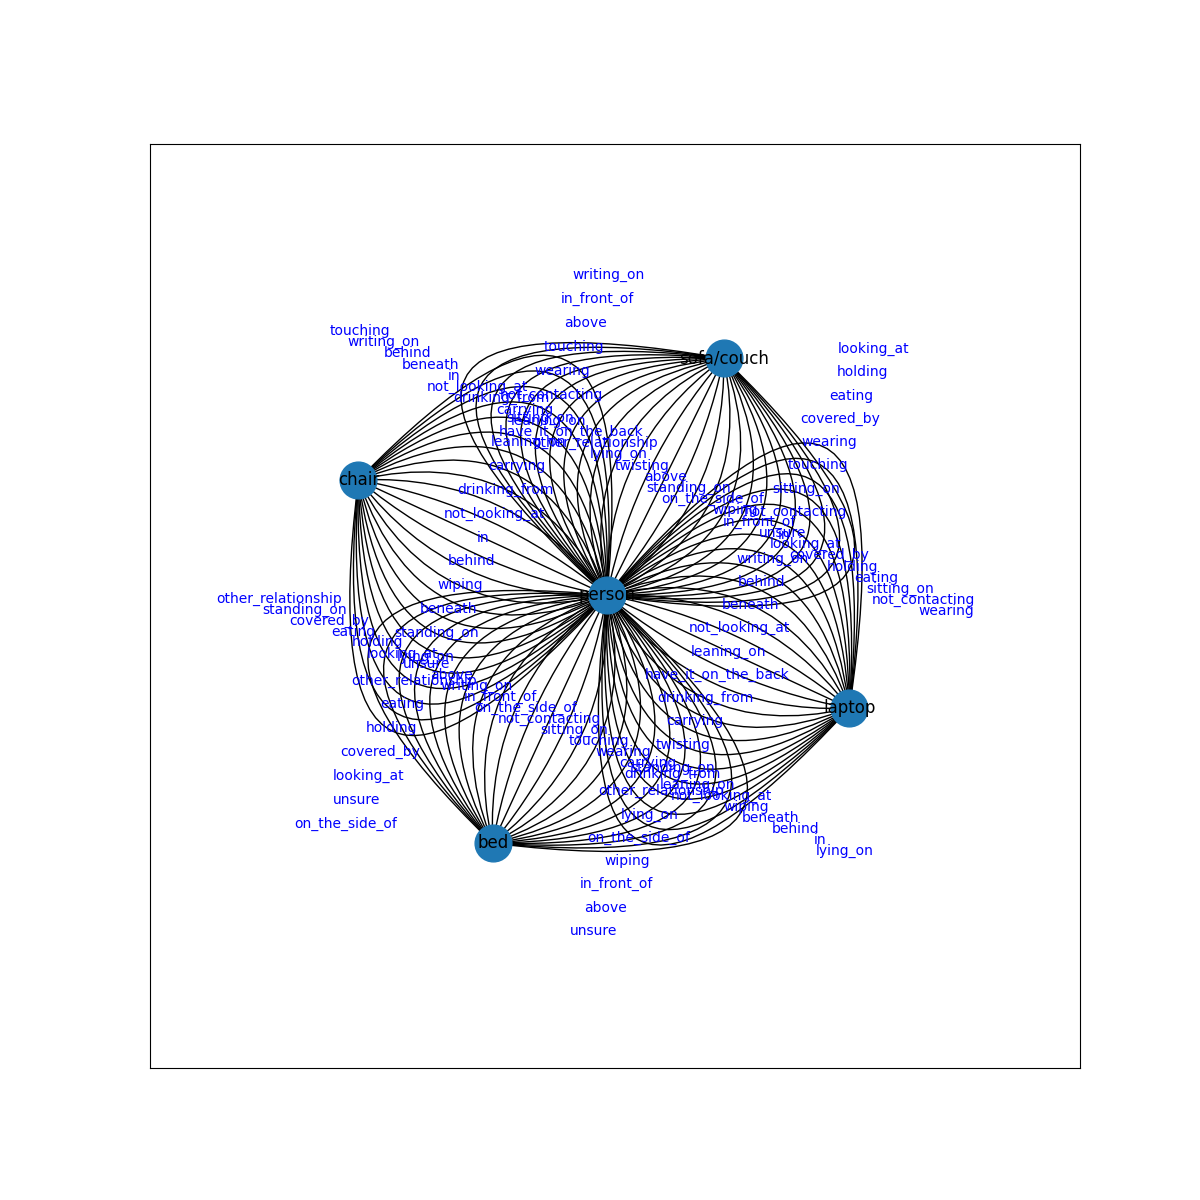 writing_on
in_front_of
above
touching
touching
writing_on
looking_at
behind
sofa/couch
beneath
wearing
holding
in
not_looking_at
not_contacting
eating
drinking_from
carrying
covered_by
sitting_on
leaning_on
have_it_on_the_back
leaning_on
other_relationship
wearing
lying_on
carrying
twisting
touching
above
chair
drinking_from
standing_on
sitting_on
on_the_side_of
not_looking_at
wiping
not_contacting
in_front_of
in
unsure
in
looking_at
behind
writing_on
covered_by
holding
wiping
behind
eating
sitting_on
person
other_relationship
standing_on
beneath
beneath
not_contacting
wearing
covered_by
eating
standing_on
not_looking_at
holding
looking_at
lying_on
leaning_on
unsure
above
other_relationship
writing_on
have_it_on_the_back
in_front_of
eating
on_the_side_of
drinking_from
laptop
not_contacting
carrying
holding
sitting_on
touching
twisting
covered_by
wearing
carrying
standing_on
looking_at
drinking_from
leaning_on
other_relationship
not_looking_at
unsure
wiping
lying_on
beneath
on_the_side_of
behind
on_the_side_of
in
bed
lying_on
wiping
in_front_of
above
unsure